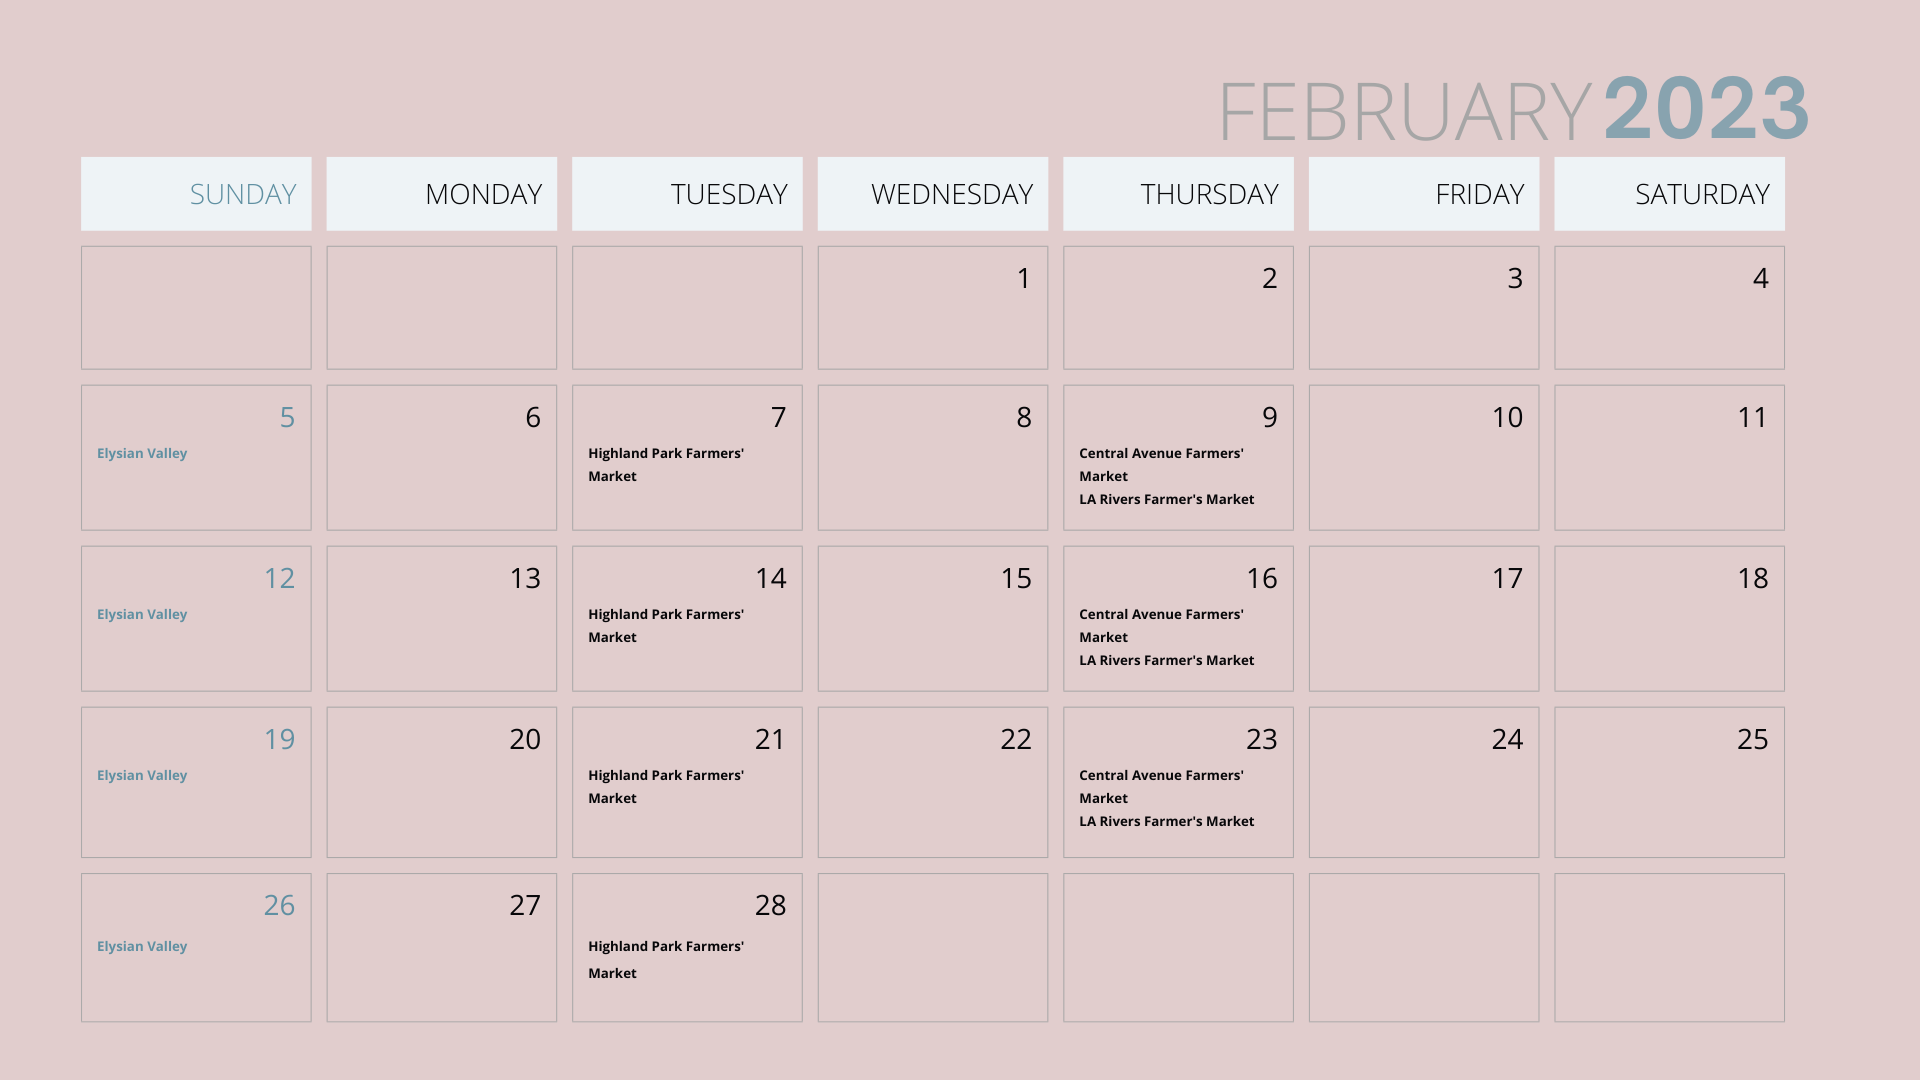 FEBRUARY 2023
SUNDAY MONDAY TUESDAY WEDNESDAY THURSDAY FRIDAY SATURDAY
1 2 3 4
5 6 7 8 9 10 11
Elysian Valley
Highland Park Farmers'
Market
Central Avenue Farmers'
Market
LA Rivers Farmer's Market
12 13 14 15 16 17 18
Elysian Valley
Highland Park Farmers'
Market
Central Avenue Farmers'
Market
LA Rivers Farmer's Market
19 20 21 22 23 24 25
Elysian Valley
Highland Park Farmers'
Market
Central Avenue Farmers'
Market
LA Rivers Farmer's Market
26 27 28
Elysian Valley
Highland Park Farmers'
Market